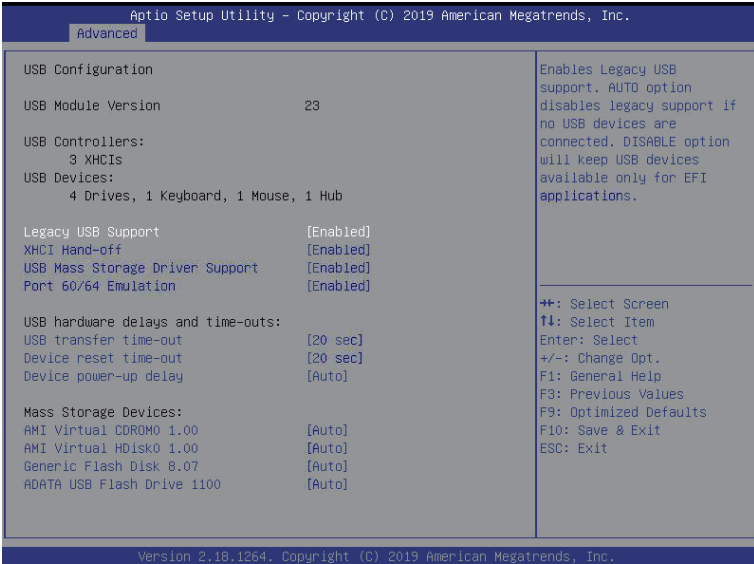 Aptio Setup Utility – Copyright (C) 2019 American Megatrends, Inc.
Advanced
USB Configuration
USB Module Version 23
USB Controllers:
3 XHCIs
USB Devices:
4 Drives, 1 Keyboard, 1 Mouse, 1 Hub
Legacy USB Support [Enabled]
XHCI Hand-off [Enabled]
USB Mass Storage Driver Support [Enabled]
Port 60/64 Emulation [Enabled]
USB hardware delays and time-outs:
USB transfer time-out [20 sec]
Device reset time-out [20 sec]
Device power-up delay [Auto]
Mass Storage Devices:
AMI Virtual CDROM0 1.00 [Auto]
AMI Virtual HDisk0 1.00 [Auto]
Generic Flash Disk 8.07 [Auto]
ADATA USB Flash Drive 1100 [Auto]
Enables Legacy USB
support. AUTO option
disables legacy support if
no USB devices are
connected. DISABLE option
will keep USB devices
available only for EFI
applications.
→←: Select Screen
↑↓: Select Item
Enter: Select
+/-: Change Opt.
F1: General Help
F3: Previous Values
F9: Optimized Defaults
F10: Save & Exit
ESC: Exit
Version 2.18.1264. Copyright (C) 2019 American Megatrends, Inc.